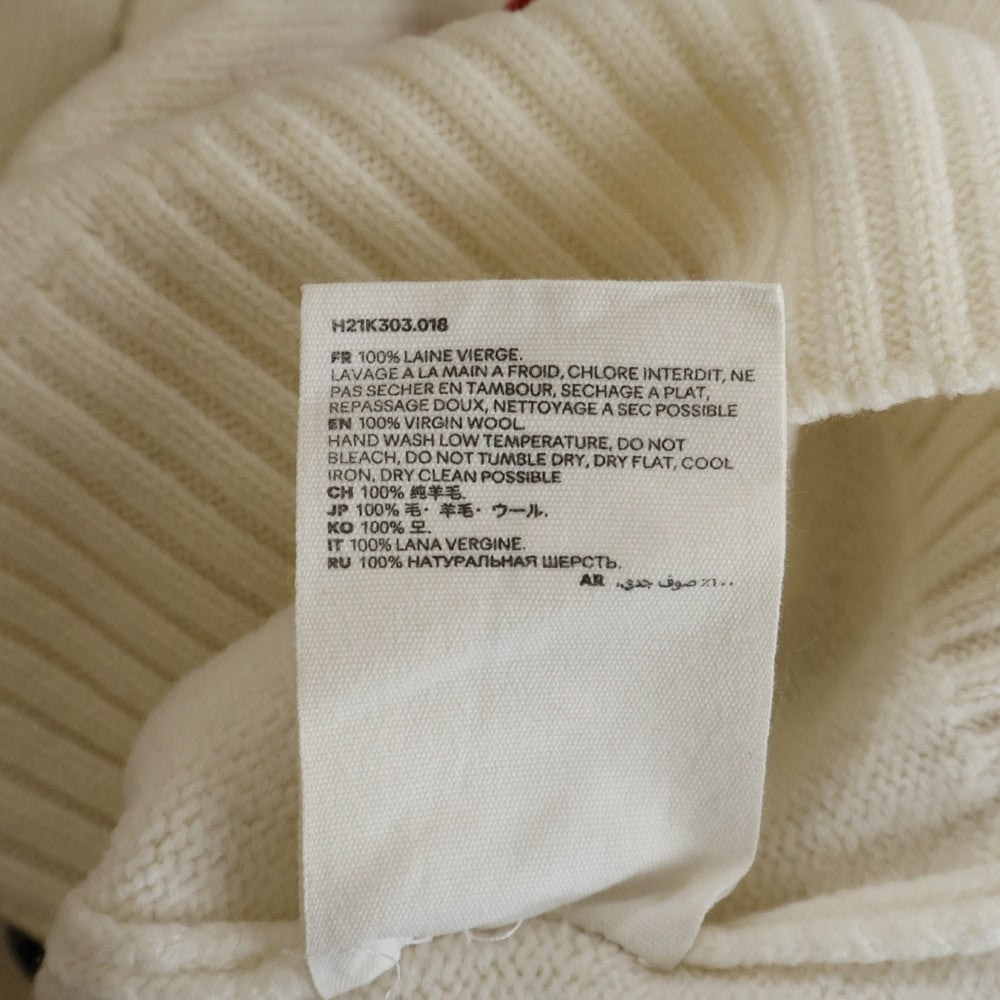 H21K303.018
FR 100% LAINE VIERGE.
LAVAGE A LA MAIN A FROID, CHLORE INTERDIT, NE
PAS SECHER EN TAMBOUR, SECHAGE A PLAT,
REPASSAGE DOUX, NETTOYAGE A SEC POSSIBLE
EN 100% VIRGIN WOOL.
HAND WASH LOW TEMPERATURE, DO NOT
BLEACH, DO NOT TUMBLE DRY, DRY FLAT, COOL
IRON, DRY CLEAN POSSIBLE
CH 100% 纯羊毛.
JP 100% 毛・羊毛・ウール.
KO 100% 모.
IT 100% LANA VERGINE.
RU 100% НАТУРАЛЬНАЯ ШЕРСТЬ.
AR ١٠٠٪ صوف جدي.